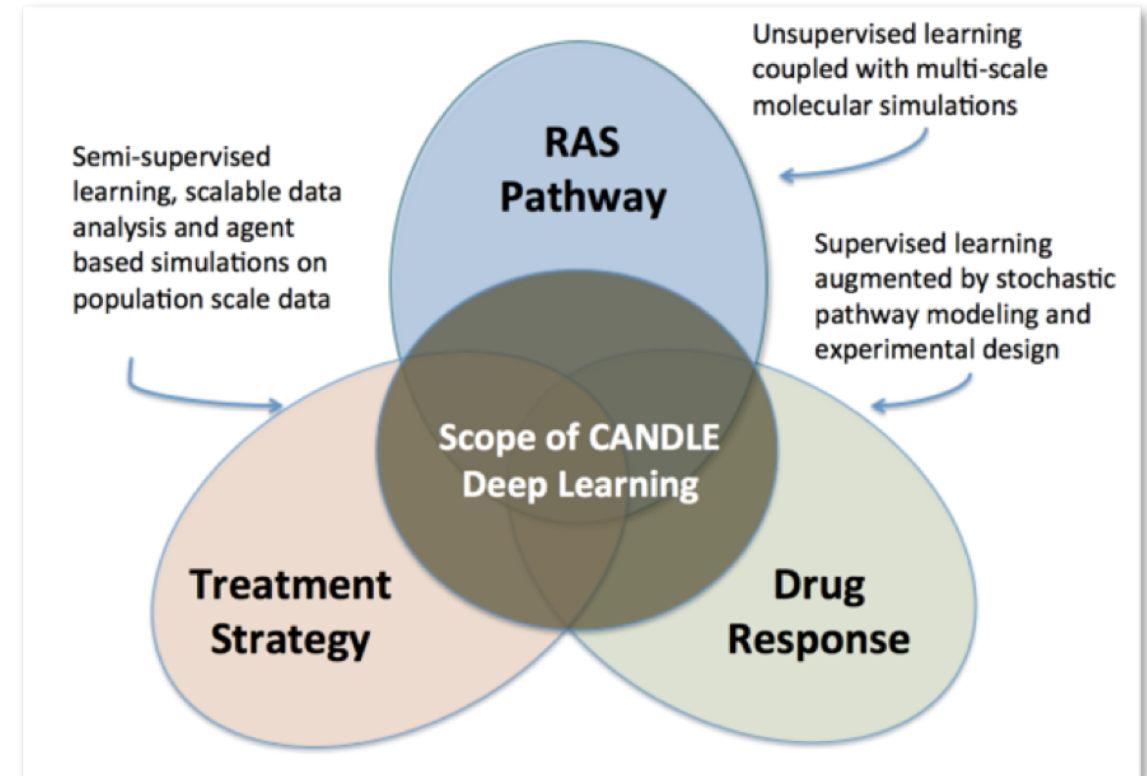 Unsupervised learning
coupled with multi-scale
molecular simulations
RAS
Pathway
Semi-supervised
learning, scalable data
analysis and agent
based simulations on
population scale data
Supervised learning
augmented by stochastic
pathway modeling and
experimental design
Scope of CANDLE
Deep Learning
Treatment
Strategy
Drug
Response